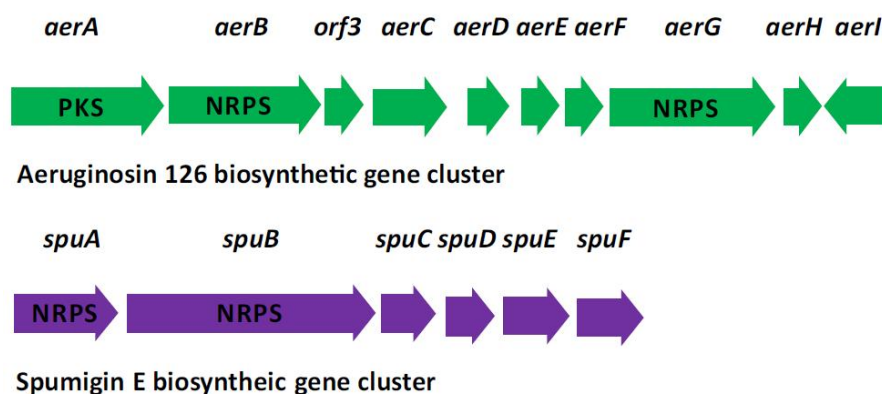 aerA aerB orf3 aerC aerD aerE aerF aerG aerH aerI
PKS NRPS NRPS
Aeruginosin 126 biosynthetic gene cluster
spuA spuB spuC spuD spuE spuF
NRPS NRPS
Spumigin E biosyntheic gene cluster